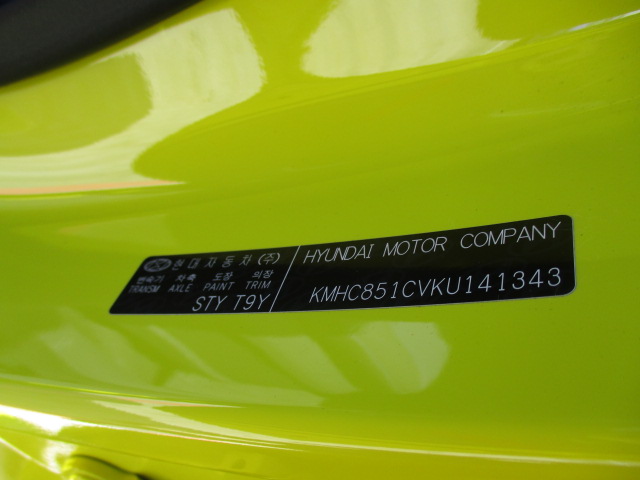 현대자동차(주)
변속기 차축 도장 의장
TRANSM AXLE PAINT TRIM
STY T9Y
HYUNDAI MOTOR COMPANY
KMHC851CVKU141343